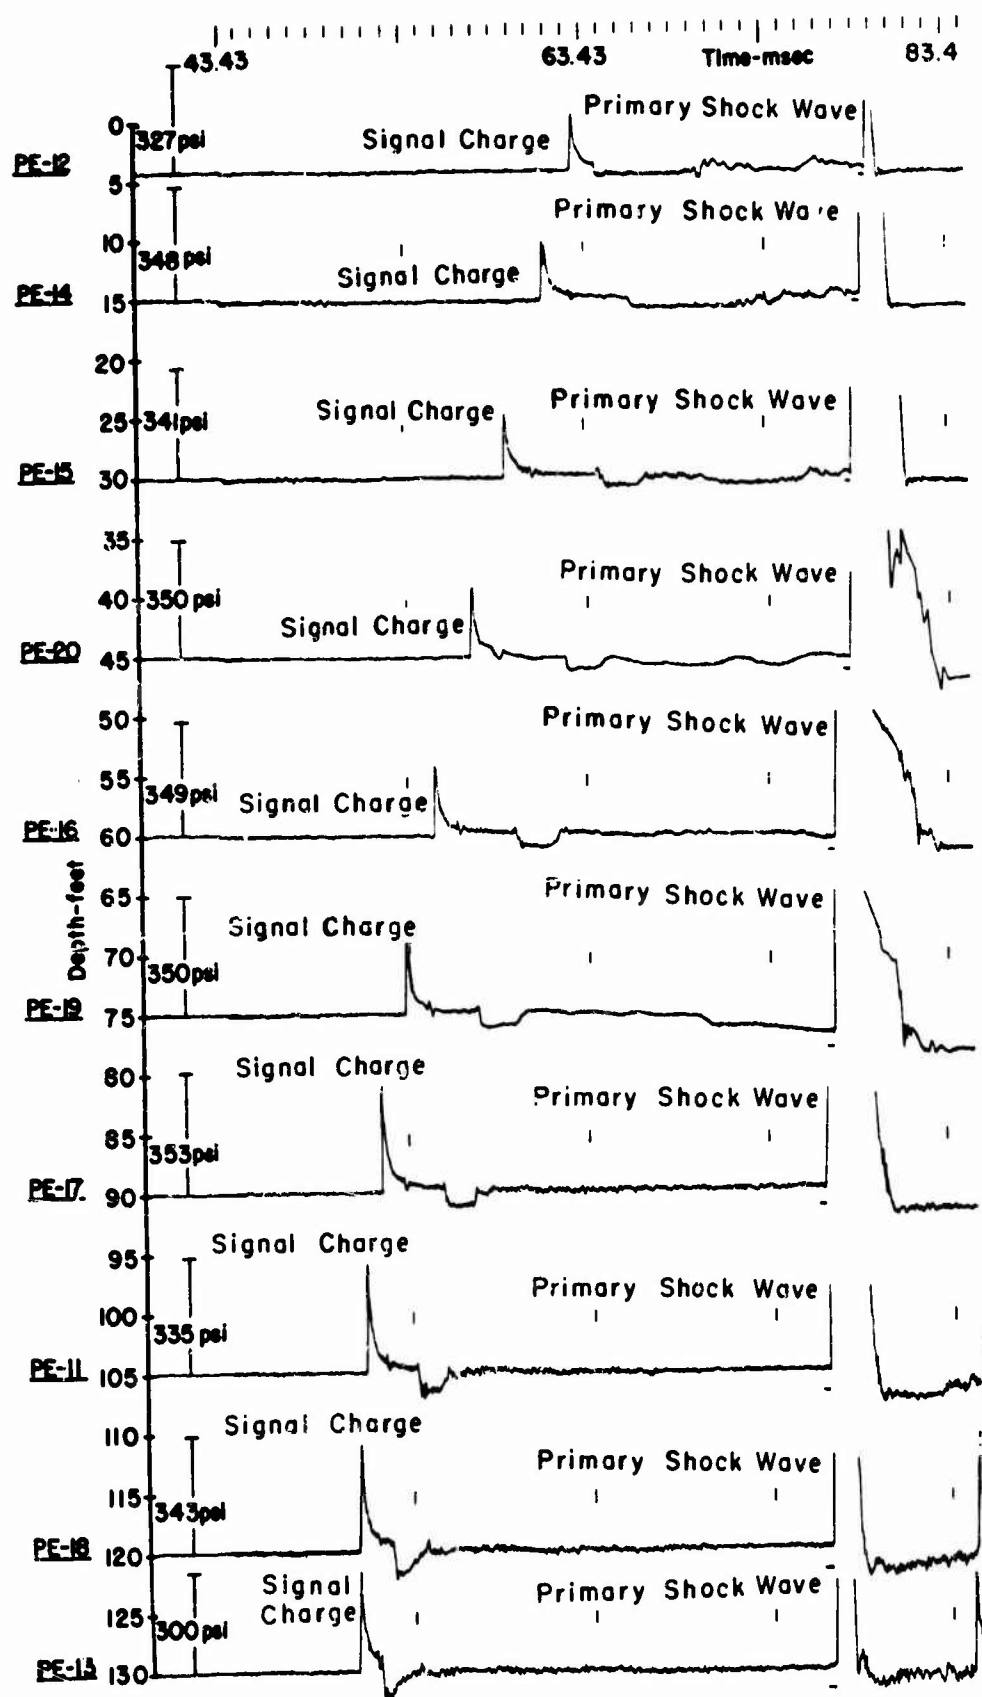 43.43 63.43 Time-msec 83.4
Primary Shock Wave
0
327psi
Signal Charge
PE-12
5
Primary Shock Wave
10
348psi
Signal Charge
PE-14
15
20
Primary Shock Wave
Signal Charge
25
341psi
PE-15
30
35
Primary Shock Wave
40
350psi
Signal Charge
PE-20
45
50
Primary Shock Wave
55
349psi
Signal Charge
PE-16
60
Depth-feet
65
Primary Shock Wave
Signal Charge
70
350psi
PE-19
75
80
Signal Charge
Primary Shock Wave
85
353psi
PE-17
90
Signal Charge
95
Primary Shock Wave
100
335psi
PE-11
105
Signal Charge
110
Primary Shock Wave
115
343psi
PE-18
120
Signal
Charge
Primary Shock Wave
125
300psi
PE-13
130